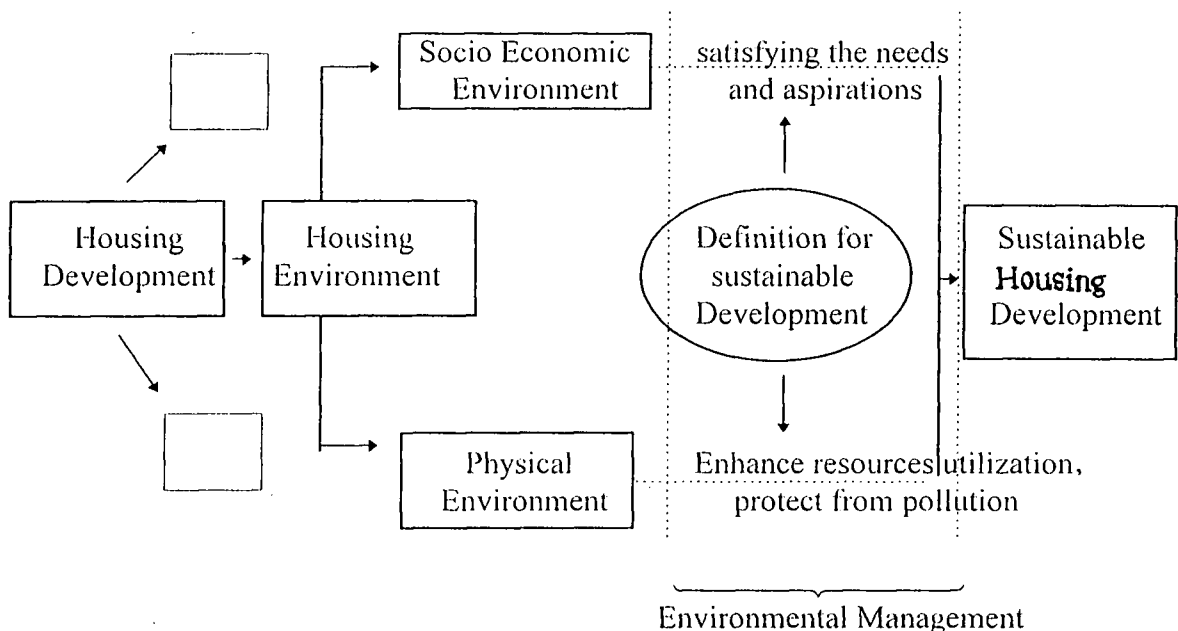 Socio Economic
Environment
satisfying the needs
and aspirations
Housing
Development
Housing
Environment
Definition for
sustainable
Development
Sustainable
Housing
Development
Physical
Environment
Enhance resources utilization,
protect from pollution
Environmental Management